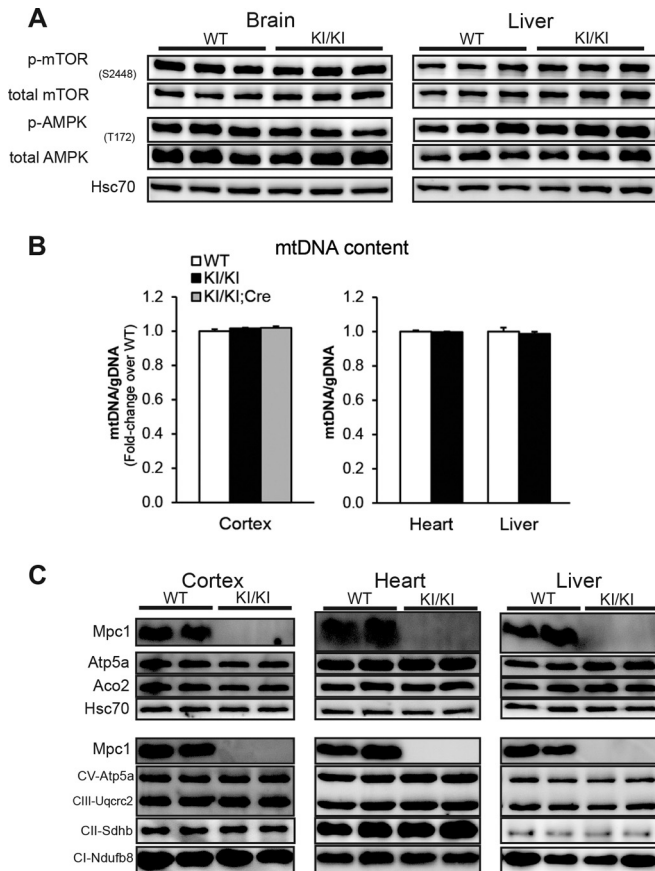 A
Brain
Liver
WT KI/KI WT KI/KI
p-mTOR (S2448)
total mTOR
p-AMPK (T172)
total AMPK
Hsc70
B
mtDNA content
WT
KI/KI
KI/KI;Cre
mtDNA/gDNA
(Fold-change over WT)
1.2
1.0
0.8
0.6
0.4
0.2
0.0
Cortex
mtDNA/gDNA
1.2
1.0
0.8
0.6
0.4
0.2
0.0
Heart Liver
C
Cortex Heart Liver
WT KI/KI WT KI/KI WT KI/KI
Mpc1
Atp5a
Aco2
Hsc70
Mpc1
CV-Atp5a
CIII-Uqcrc2
CII-Sdhb
CI-Ndufb8